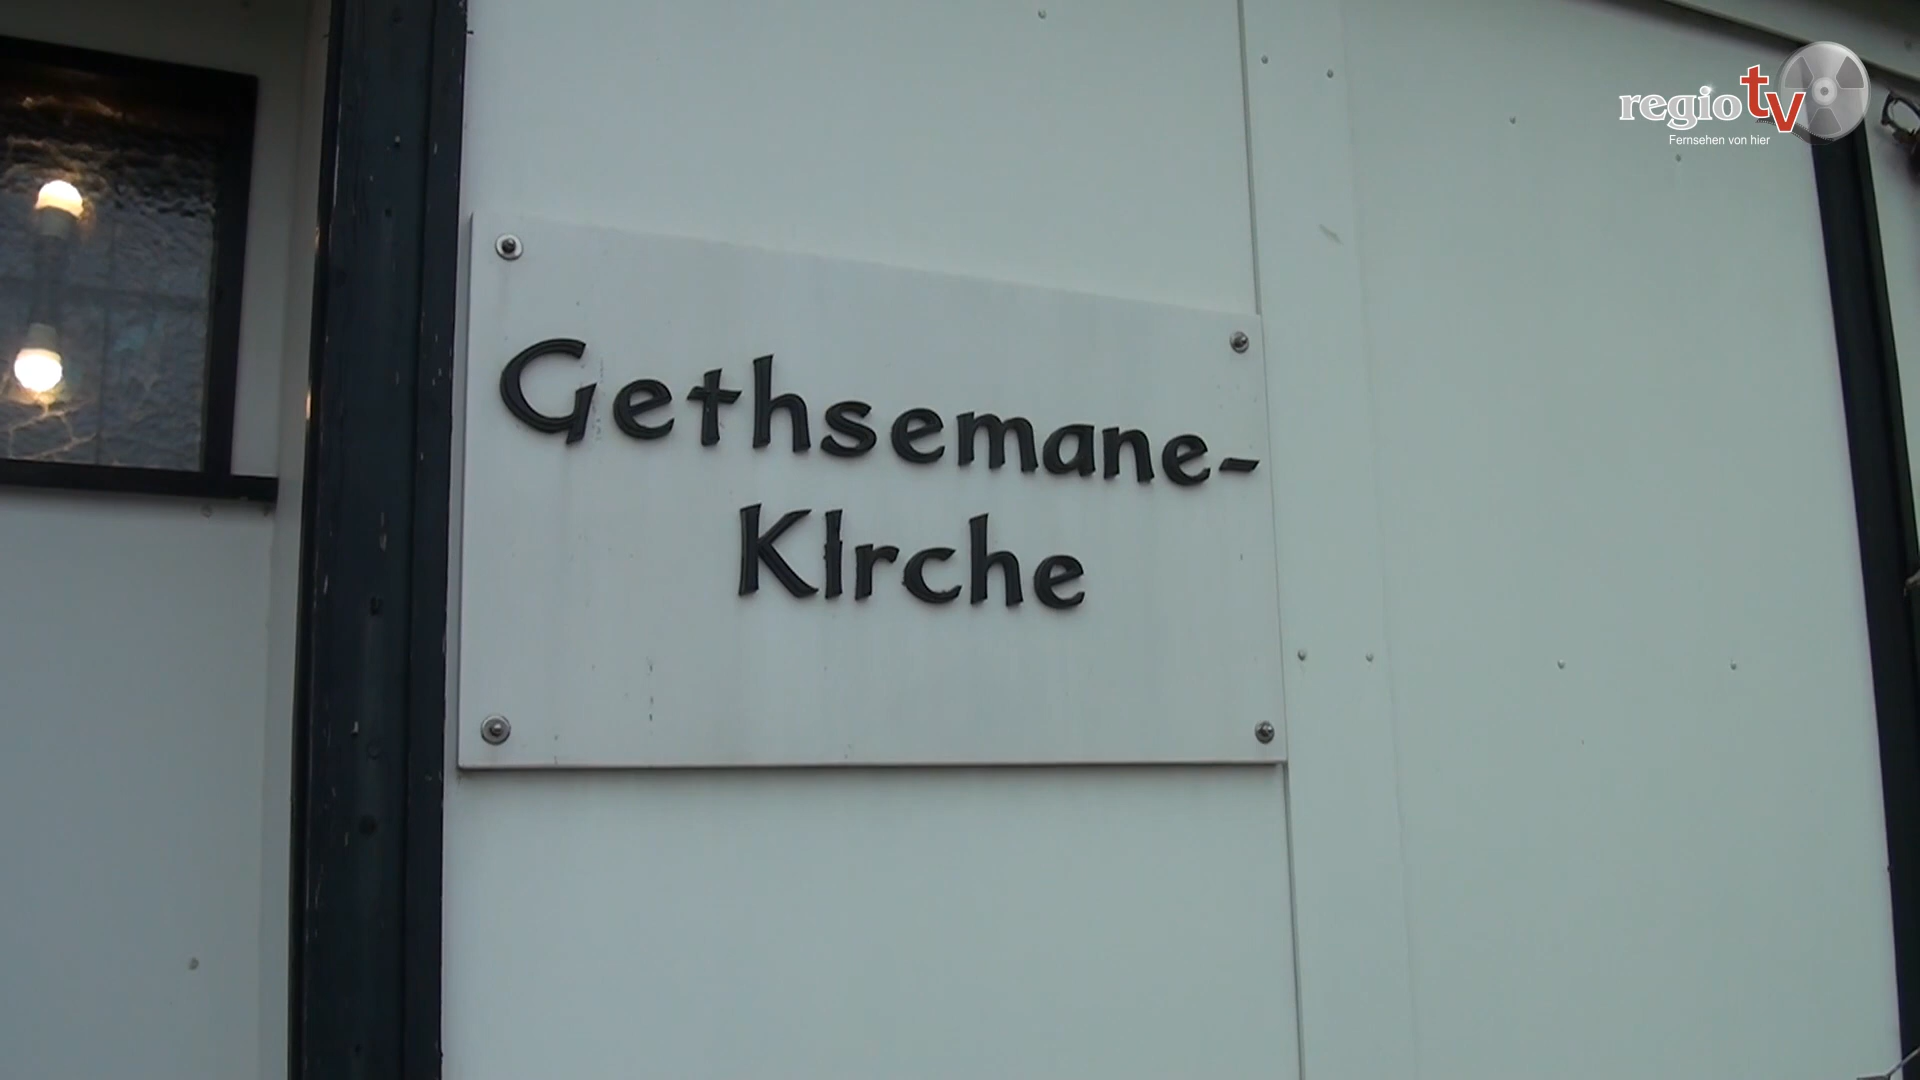 regio tv
Fernsehen von hier
Gethsemane-
KIrche